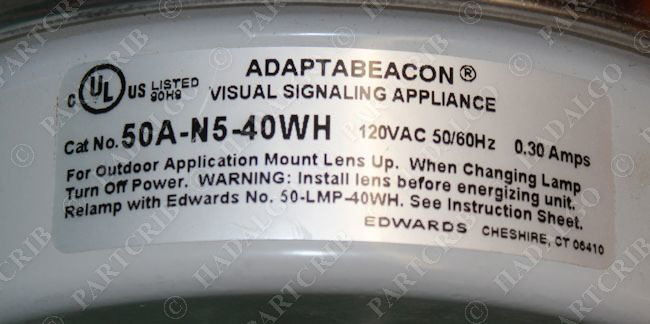 ADAPTABEACON®
c UL US LISTED 90H9
VISUAL SIGNALING APPLIANCE
Cat No. 50A-N5-40WH 120VAC 50/60Hz 0.30 Amps
For Outdoor Application Mount Lens Up. When Changing Lamp
Turn Off Power. WARNING: Install lens before energizing unit.
Relamp with Edwards No. 50-LMP-40WH. See Instruction Sheet.
EDWARDS CHESHIRE, CT 06410
© PARTCRIB
© HADALGO